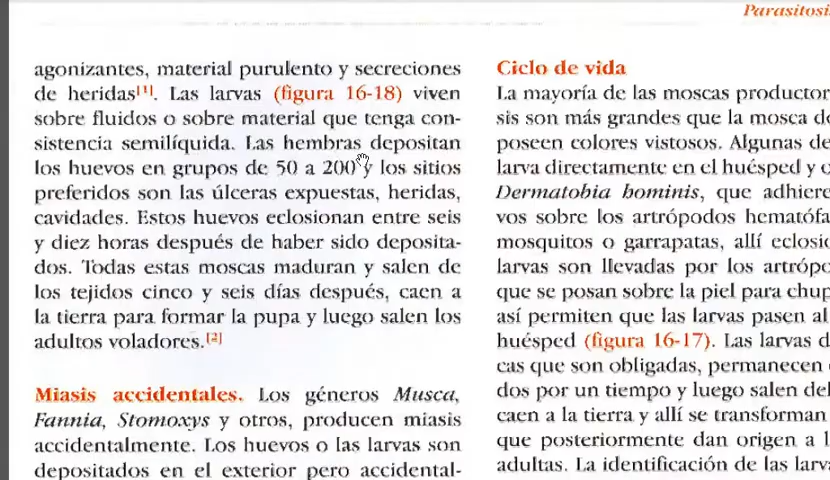 Parasitosi
agonizantes, material purulento y secreciones
de heridas[1]. Las larvas (figura 16-18) viven
sobre fluidos o sobre material que tenga con-
sistencia semilíquida. Las hembras depositan
los huevos en grupos de 50 a 200 y los sitios
preferidos son las úlceras expuestas, heridas,
cavidades. Estos huevos eclosionan entre seis
y diez horas después de haber sido deposita-
dos. Todas estas moscas maduran y salen de
los tejidos cinco y seis días después, caen a
la tierra para formar la pupa y luego salen los
adultos voladores.[2]
Miasis accidentales. Los géneros Musca,
Fannia, Stomoxys y otros, producen miasis
accidentalmente. Los huevos o las larvas son
depositados en el exterior pero accidental-
Ciclo de vida
La mayoría de las moscas productor
sis son más grandes que la mosca do
poseen colores vistosos. Algunas de
larva directamente en el huésped y o
Dermatobia hominis, que adhiere
vos sobre los artrópodos hematófa
mosquitos o garrapatas, allí eclosio
larvas son llevadas por los artrópo
que se posan sobre la piel para chup
así permiten que las larvas pasen al
huésped (figura 16-17). Las larvas d
cas que son obligadas, permanecen
dos por un tiempo y luego salen del
caen a la tierra y allí se transforman
que posteriormente dan origen a l
adultas. La identificación de las larva